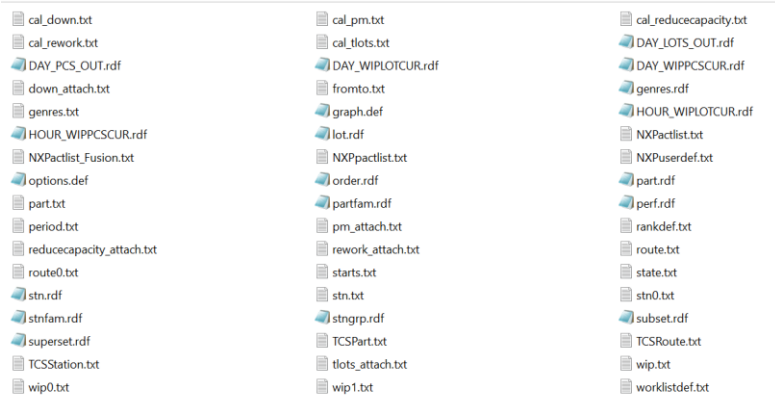 cal_down.txt cal_pm.txt cal_reducecapacity.txt
cal_rework.txt cal_tlots.txt DAY_LOTS_OUT.rdf
DAY_PCS_OUT.rdf DAY_WIPLOTCUR.rdf DAY_WIPPCSCUR.rdf
down_attach.txt fromto.txt genres.rdf
genres.txt graph.def HOUR_WIPLOTCUR.rdf
HOUR_WIPPCSCUR.rdf lot.rdf NXPactlist.txt
NXPactlist_Fusion.txt NXPpactlist.txt NXPuserdef.txt
options.def order.rdf part.rdf
part.txt partfam.rdf perf.rdf
period.txt pm_attach.txt rankdef.txt
reducecapacity_attach.txt rework_attach.txt route.txt
route0.txt starts.txt state.txt
stn.rdf stn.txt stn0.txt
stnfam.rdf stngrp.rdf subset.rdf
superset.rdf TCSPart.txt TCSRoute.txt
TCSStation.txt tlots_attach.txt wip.txt
wip0.txt wip1.txt worklistdef.txt